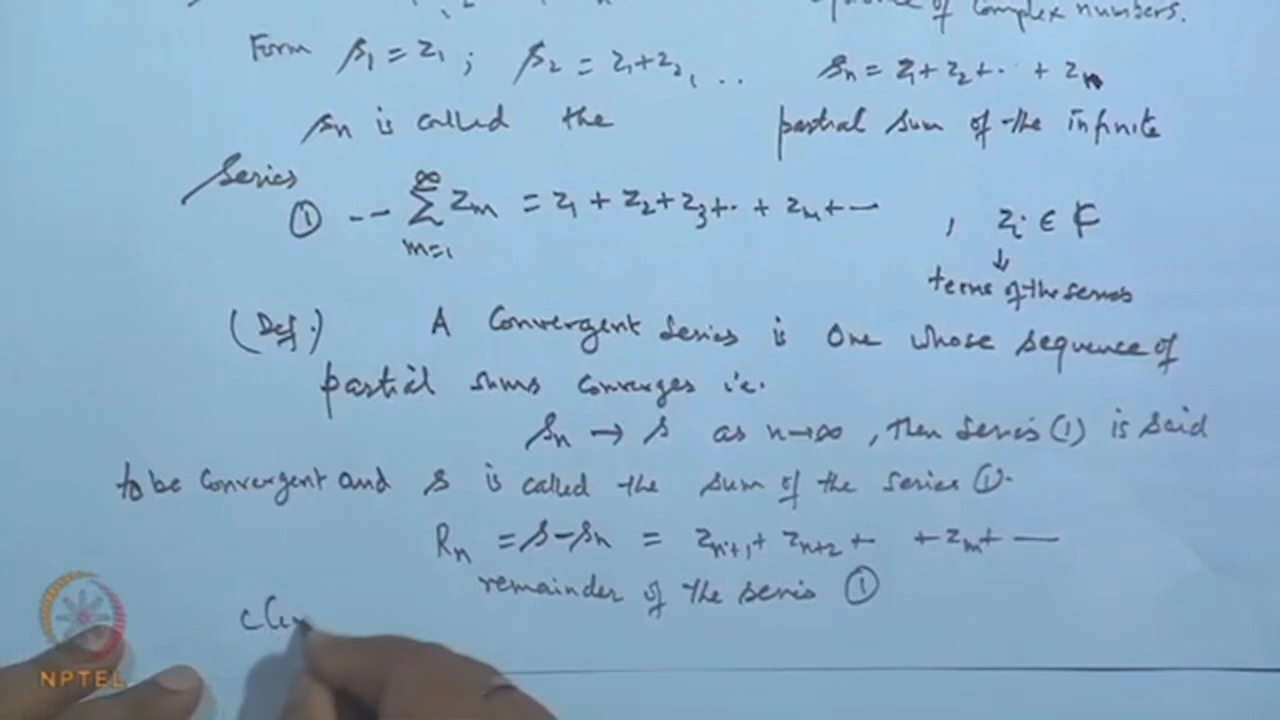 of Complex numbers.
Form s₁ = z₁ ; s₂ = z₁+z₂, .. sₙ = z₁+z₂+.. + zₙ
sₙ is called the partial sum of the infinite
Series
① -- ∑_{m=1}^{∞} zₘ = z₁ + z₂ + z₃+.. + zₘ+— , zᵢ ∈ ₵
↓
terms of the series
(Def.) A Convergent series is one whose sequence of
partial sums converges i.e.
sₙ → s as n→∞, then series (1) is said
to be convergent and s is called the sum of the series ①.
Rₙ = s-sₙ = zₙ₊₁+ zₙ₊₂ + +zₘ+ —
remainder of the series ①
NPTEL